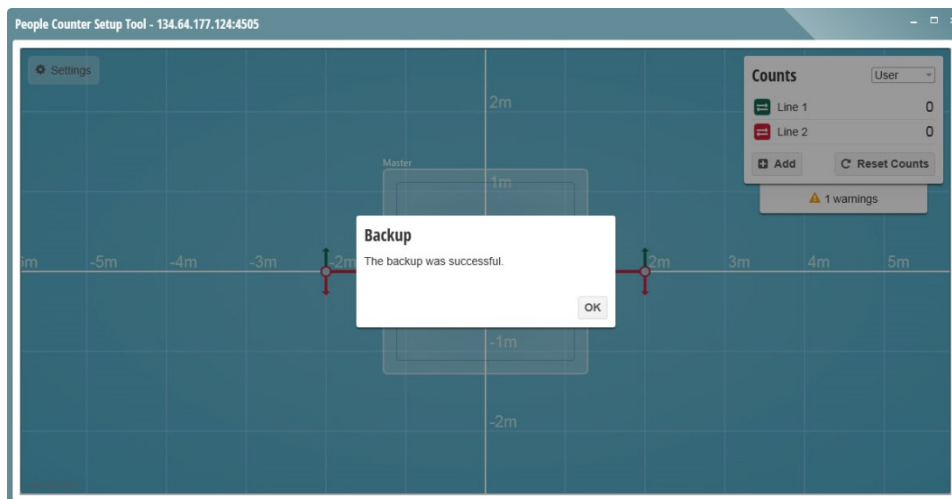 People Counter Setup Tool - 134.64.177.124:4505
Settings
Counts
User
Line 1 0
Line 2 0
Add
Reset Counts
1 warnings
2m
Master
1m
Backup
The backup was successful.
OK
-5m
-4m
-3m
-2m
2m
3m
4m
5m
-1m
-2m